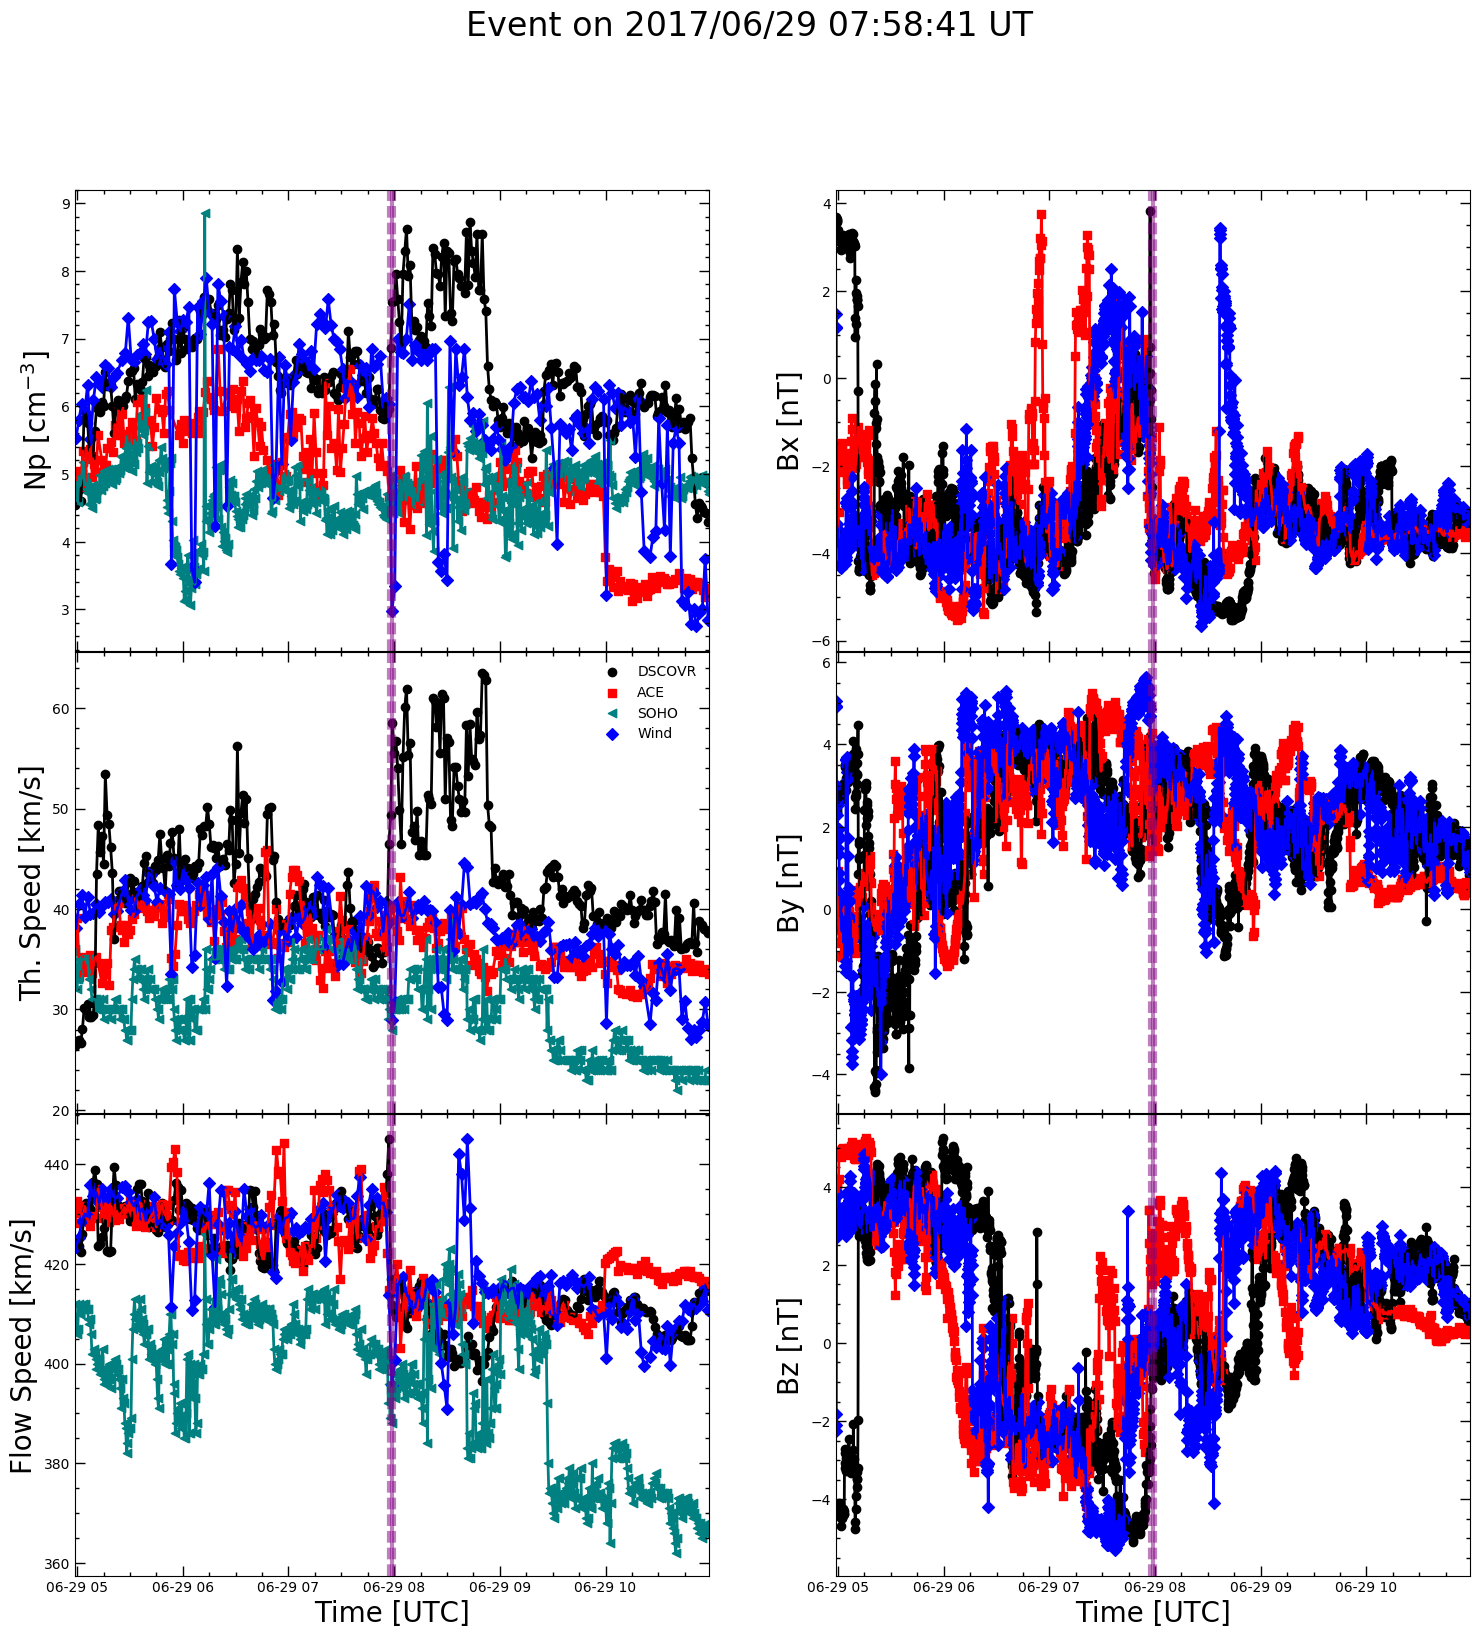 Event on 2017/06/29 07:58:41 UT
Np [cm⁻³]
9
8
7
6
5
4
3
Th. Speed [km/s]
60
50
40
30
20
DSCOVR
ACE
SOHO
Wind
Flow Speed [km/s]
440
420
400
380
360
06-29 05 06-29 06 06-29 07 06-29 08 06-29 09 06-29 10
Time [UTC]
Bx [nT]
4
2
0
−2
−4
−6
By [nT]
6
4
2
0
−2
−4
Bz [nT]
4
2
0
−2
−4
06-29 05 06-29 06 06-29 07 06-29 08 06-29 09 06-29 10
Time [UTC]